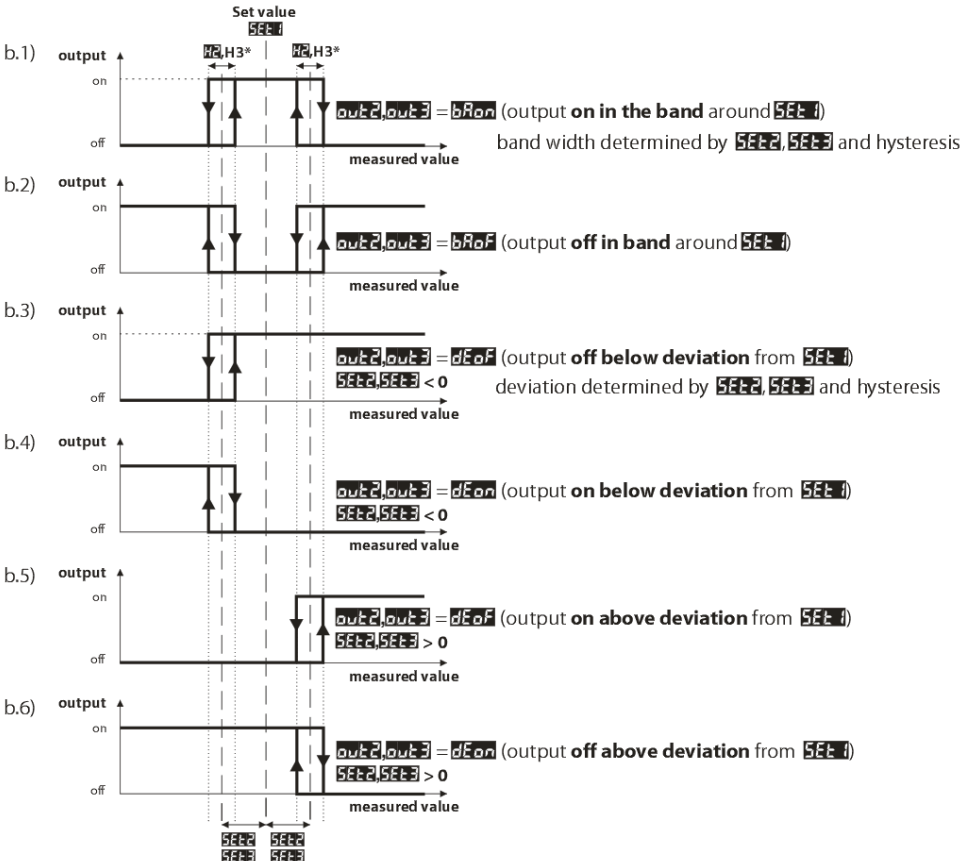 Set value
SEt1
H2,H3* H2,H3*
b.1) output
on
out2,out3 = bAon (output on in the band around SEt1)
band width determined by SEt2,SEt3 and hysteresis
off
measured value
b.2) output
on
out2,out3 = bAoF (output off in band around SEt1)
off
measured value
b.3) output
on
out2,out3 = dEoF (output off below deviation from SEt1)
SEt2,SEt3 < 0 deviation determined by SEt2,SEt3 and hysteresis
off
measured value
b.4) output
on
out2,out3 = dEon (output on below deviation from SEt1)
SEt2,SEt3 < 0
off
measured value
b.5) output
on
out2,out3 = dEoF (output on above deviation from SEt1)
SEt2,SEt3 > 0
off
measured value
b.6) output
on
out2,out3 = dEon (output off above deviation from SEt1)
SEt2,SEt3 > 0
off
measured value
SEt2 SEt2
SEt3 SEt3